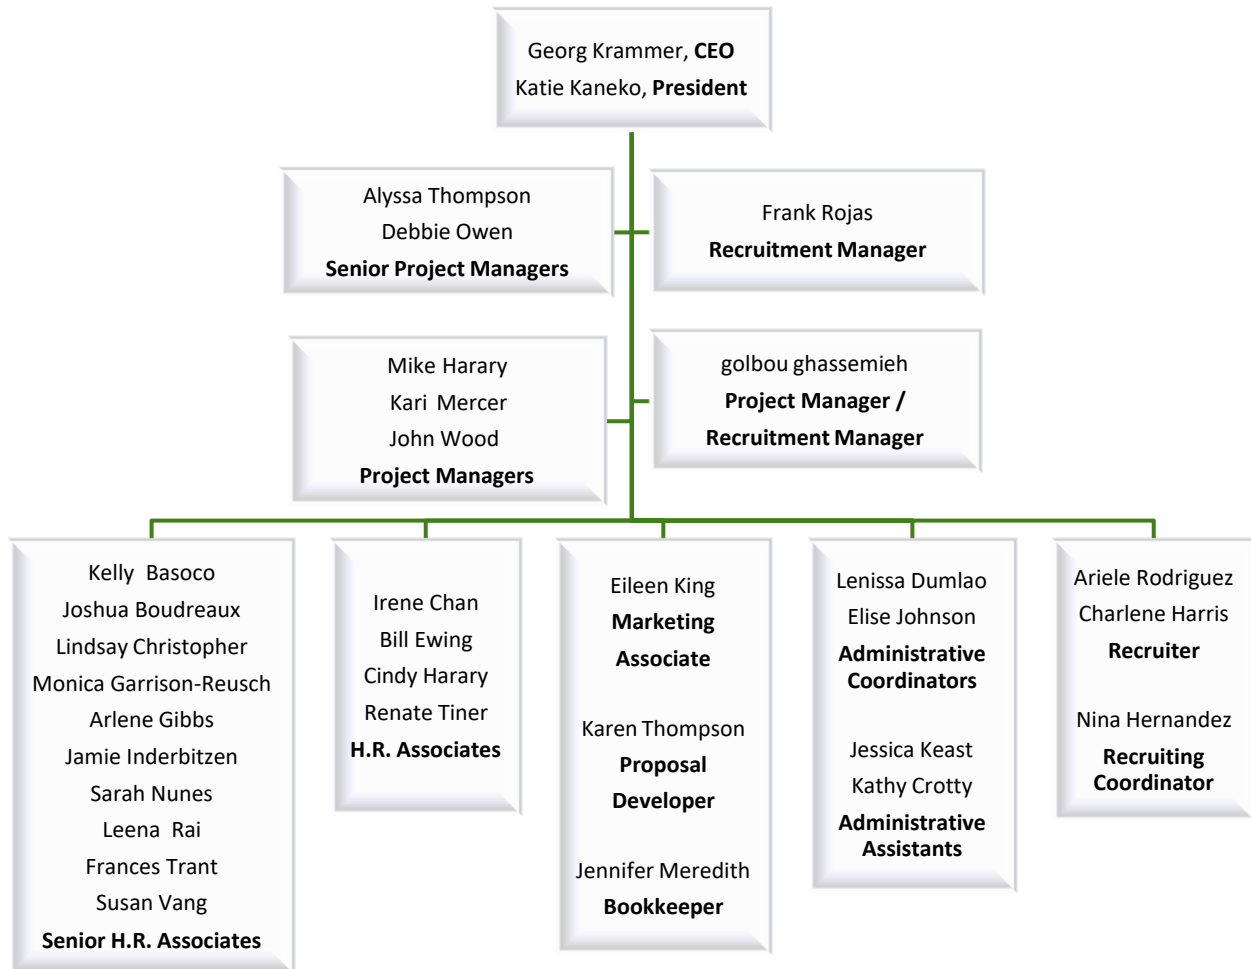 Georg Krammer, CEO
Katie Kaneko, President
Alyssa Thompson
Debbie Owen
Senior Project Managers
Frank Rojas
Recruitment Manager
Mike Harary
Kari Mercer
John Wood
Project Managers
golbou ghassemieh
Project Manager /
Recruitment Manager
Kelly Basoco
Joshua Boudreaux
Lindsay Christopher
Monica Garrison-Reusch
Arlene Gibbs
Jamie Inderbitzen
Sarah Nunes
Leena Rai
Frances Trant
Susan Vang
Senior H.R. Associates
Irene Chan
Bill Ewing
Cindy Harary
Renate Tiner
H.R. Associates
Eileen King
Marketing
Associate
Karen Thompson
Proposal
Developer
Jennifer Meredith
Bookkeeper
Lenissa Dumlao
Elise Johnson
Administrative
Coordinators
Jessica Keast
Kathy Crotty
Administrative
Assistants
Ariele Rodriguez
Charlene Harris
Recruiter
Nina Hernandez
Recruiting
Coordinator